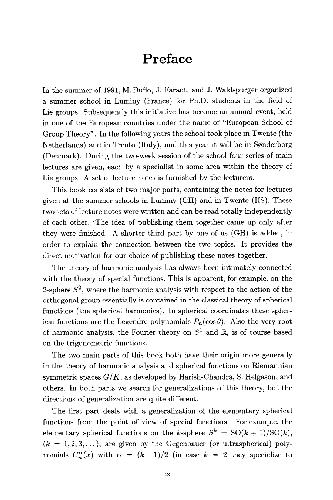 Preface
In the summer of 1991, M. Duflo, J. Faraut, and J. Waldspurger organized
a summer school in Luminy (France) for Ph.D. students in the field of
Lie groups. Subsequently this initiative has become an annual event, held
in one of the European countries under the name of "European School of
Group Theory". In the following years the school took place in Twente (the
Netherlands) and in Trento (Italy), and this year it will be in Sønderborg
(Denmark). During the two-week session of the school four series of main
lectures are given, each by a specialist in some area within the theory of
Lie groups. A set of lecture notes is furnished by the lecturers.
This book consists of two major parts, containing the notes for lectures
given at the summer schools in Luminy (GH) and in Twente (HS). These
two sets of lecture notes were written and can be read totally independently
of each other. The idea of publishing them together came up only after
they were finished. A shorter third part by one of us (GH) is added, in
order to explain the connection between the two topics. It provides the
direct motivation for our choice of publishing these notes together.
The theory of harmonic analysis has always been intimately connected
with the theory of special functions. This is apparent, for example, on the
2-sphere S², where the harmonic analysis with respect to the action of the
orthogonal group essentially is contained in the classical theory of spherical
functions (the spherical harmonics). In spherical coordinates these spher-
ical functions are the Legendre polynomials Pₙ(cos θ). Also the very root
of harmonic analysis, the Fourier theory on S¹ and ℝ, is of course based
on the trigonometric functions.
The two main parts of this book both have their origin more generally
in the theory of harmonic analysis and spherical functions on Riemannian
symmetric spaces G/K, as developed by Harish-Chandra, S. Helgason, and
others. In both parts we search for generalizations of this theory, but the
directions of generalization are quite different.
The first part deals with a generalization of the elementary spherical
functions from the point of view of special functions. For example, the
elementary spherical functions on the k-sphere Sᵏ = SO(k + 1)/SO(k),
(k = 1, 2, 3, ...), are given by the Gegenbauer (or ultraspherical) poly-
nomials with α = (k − 1)/2 (in case k = 2 they specialize to